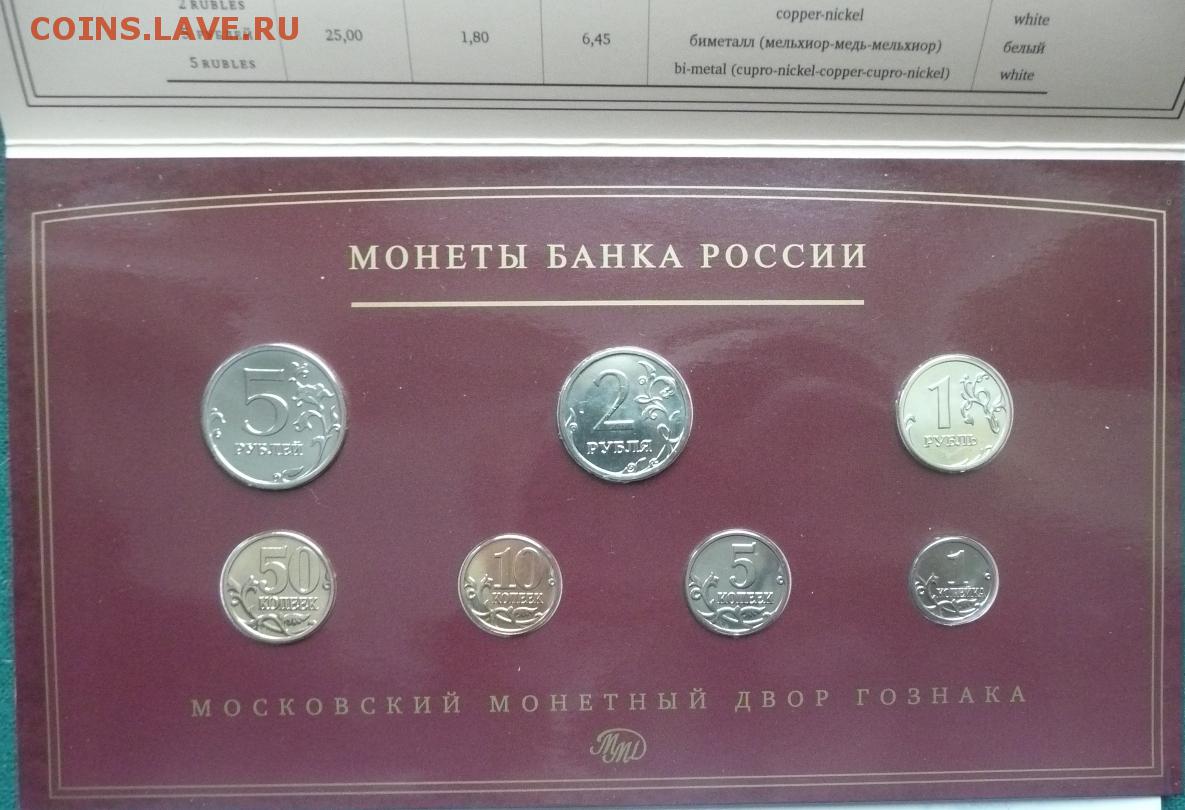 2 RUBLES
COINS.LAVE.RU
copper-nickel
white
25,00
1,80
6,45
биметалл (мельхиор-медь-мельхиор)
белый
5 RUBLES
bi-metal (cupro-nickel-copper-cupro-nickel)
white
МОНЕТЫ БАНКА РОССИИ
5 РУБЛЕЙ
2 РУБЛЯ
1 РУБЛЬ
50 КОПЕЕК
10 КОПЕЕК
5 КОПЕЕК
1 КОПЕЙКА
МОСКОВСКИЙ МОНЕТНЫЙ ДВОР ГОЗНАКА
ММD